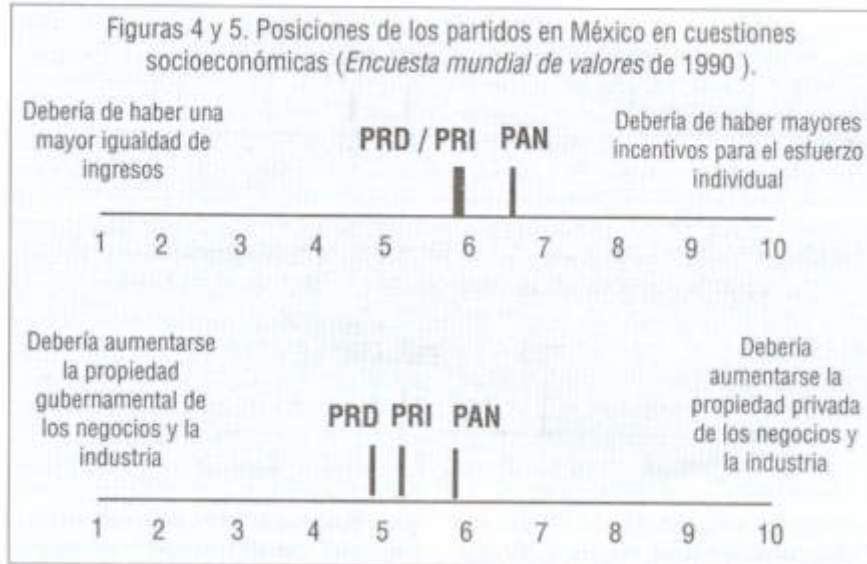 Figuras 4 y 5. Posiciones de los partidos en México en cuestiones
socioeconómicas (Encuesta mundial de valores de 1990 ).
Debería de haber una
mayor igualdad de
ingresos
PRD / PRI PAN
Debería de haber mayores
incentivos para el esfuerzo
individual
1 2 3 4 5 6 7 8 9 10
Debería aumentarse
la propiedad
gubernamental de
los negocios y la
industria
PRD PRI PAN
Debería
aumentarse la
propiedad privada
de los negocios y
la industria
1 2 3 4 5 6 7 8 9 10